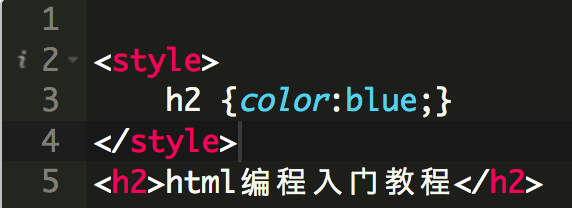 1
i 2 <style>
3     h2 {color:blue;}
4 </style>
5 <h2>html编程入门教程</h2>